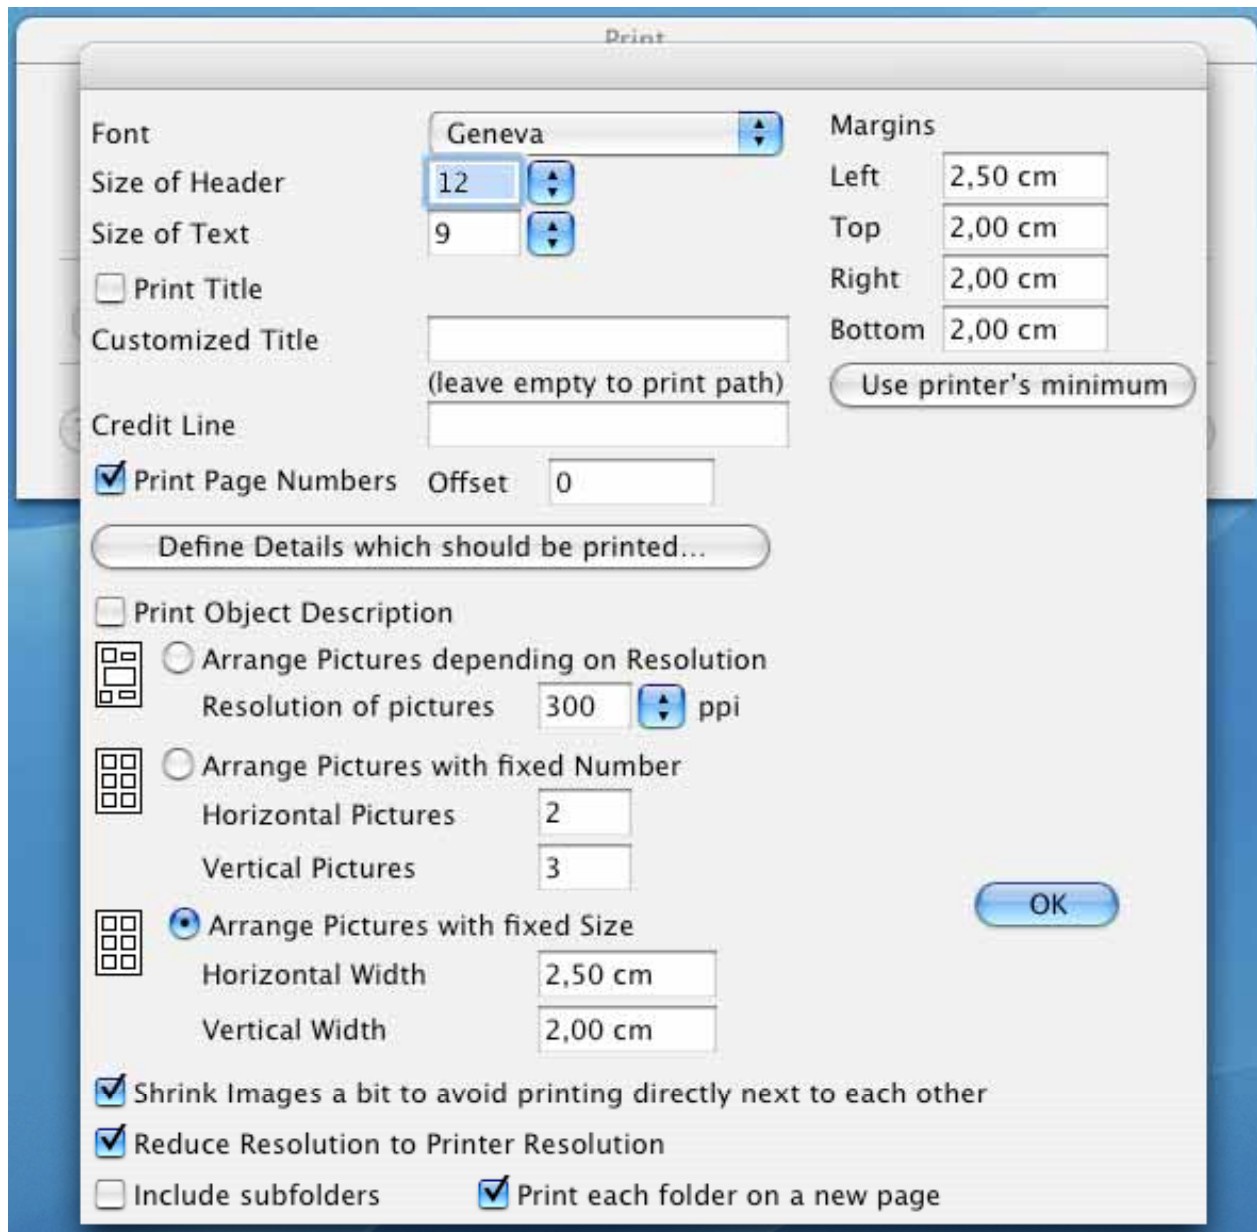 Print
Font Geneva
Size of Header 12
Size of Text 9
Print Title
Customized Title
(leave empty to print path)
Credit Line
Print Page Numbers Offset 0
Define Details which should be printed...
Margins
Left 2,50 cm
Top 2,00 cm
Right 2,00 cm
Bottom 2,00 cm
Use printer's minimum
Print Object Description
Arrange Pictures depending on Resolution
Resolution of pictures 300 ppi
Arrange Pictures with fixed Number
Horizontal Pictures 2
Vertical Pictures 3
Arrange Pictures with fixed Size
Horizontal Width 2,50 cm
Vertical Width 2,00 cm
OK
Shrink Images a bit to avoid printing directly next to each other
Reduce Resolution to Printer Resolution
Include subfolders Print each folder on a new page